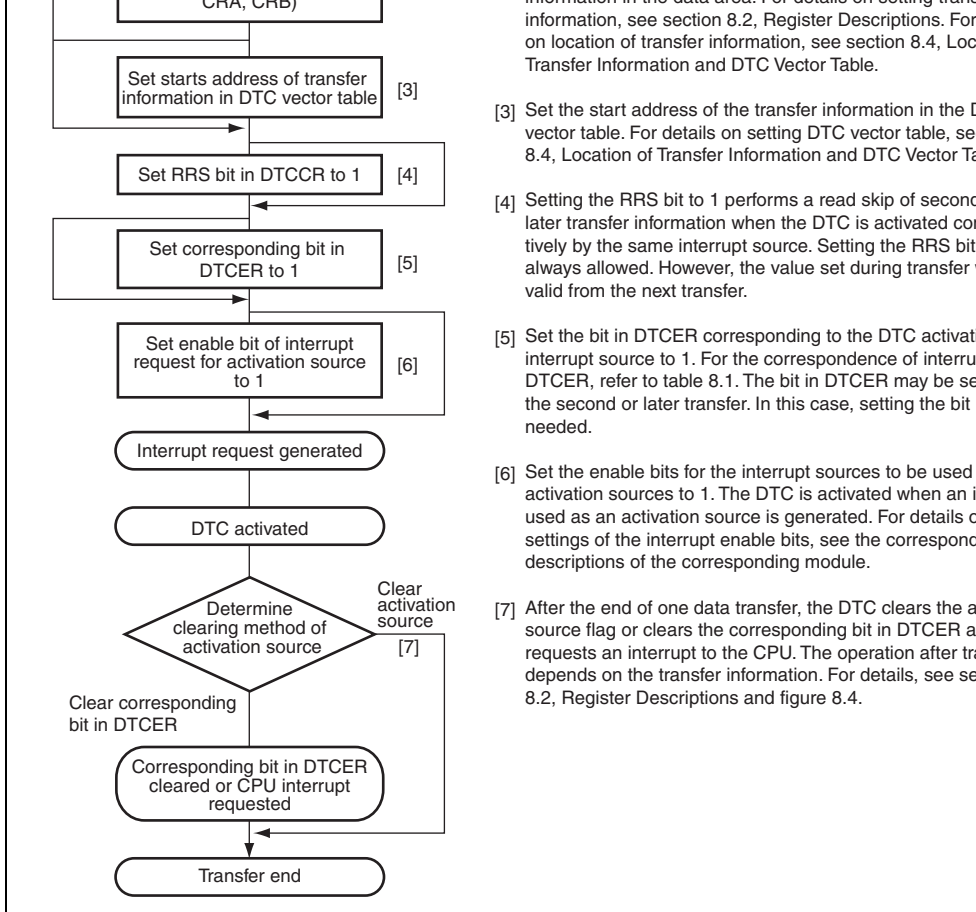 CRA, CRB)
Set starts address of transfer
information in DTC vector table
[3]
Set RRS bit in DTCCR to 1
[4]
Set corresponding bit in
DTCER to 1
[5]
Set enable bit of interrupt
request for activation source
to 1
[6]
Interrupt request generated
DTC activated
Determine
clearing method of
activation source
Clear
activation
source
[7]
Clear corresponding
bit in DTCER
Corresponding bit in DTCER
cleared or CPU interrupt
requested
Transfer end
information in the data area. For details on setting
information, see section 8.2, Register Descriptions. For
on location of transfer information, see section 8.4,
Transfer Information and DTC Vector Table.
[3] Set the start address of the transfer information in the
vector table. For details on setting DTC vector table,
8.4, Location of Transfer Information and DTC Vector
[4] Setting the RRS bit to 1 performs a read skip of
later transfer information when the DTC is activated
tively by the same interrupt source. Setting the RRS bit
always allowed. However, the value set during transfer
valid from the next transfer.
[5] Set the bit in DTCER corresponding to the DTC
interrupt source to 1. For the correspondence of
DTCER, refer to table 8.1. The bit in DTCER may be
the second or later transfer. In this case, setting the bit
needed.
[6] Set the enable bits for the interrupt sources to be used
activation sources to 1. The DTC is activated when an
used as an activation source is generated. For details
settings of the interrupt enable bits, see the
descriptions of the corresponding module.
[7] After the end of one data transfer, the DTC clears the
source flag or clears the corresponding bit in DTCER
requests an interrupt to the CPU. The operation after
depends on the transfer information. For details, see
8.2, Register Descriptions and figure 8.4.